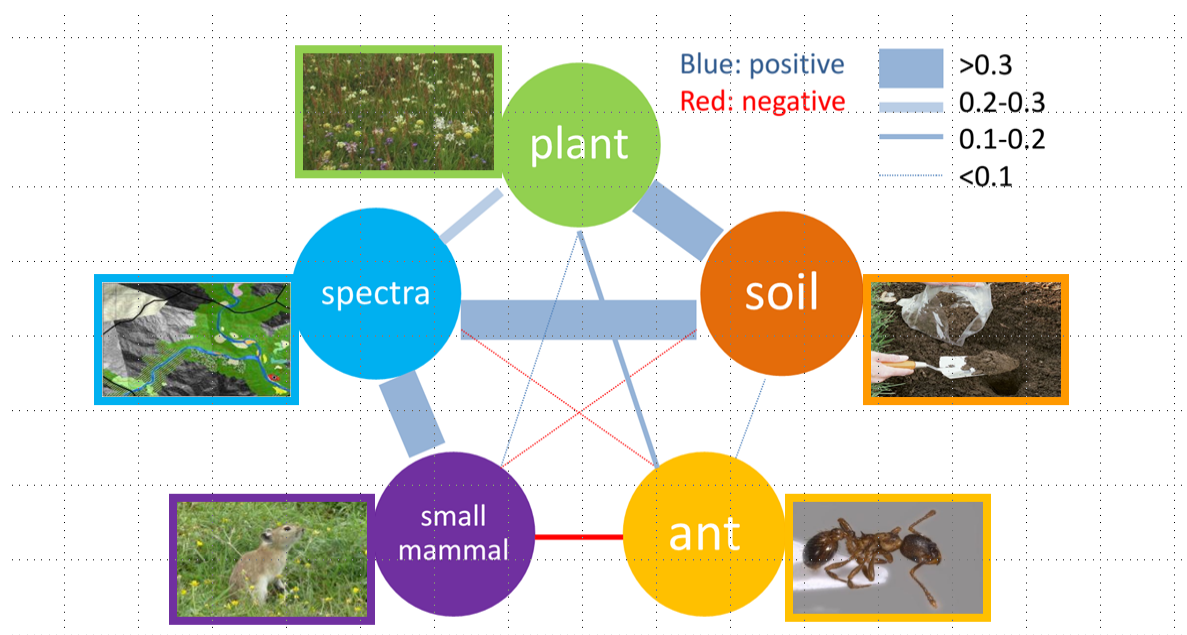 Blue: positive
Red: negative
>0.3
0.2-0.3
0.1-0.2
<0.1
plant
spectra
soil
small
mammal
ant